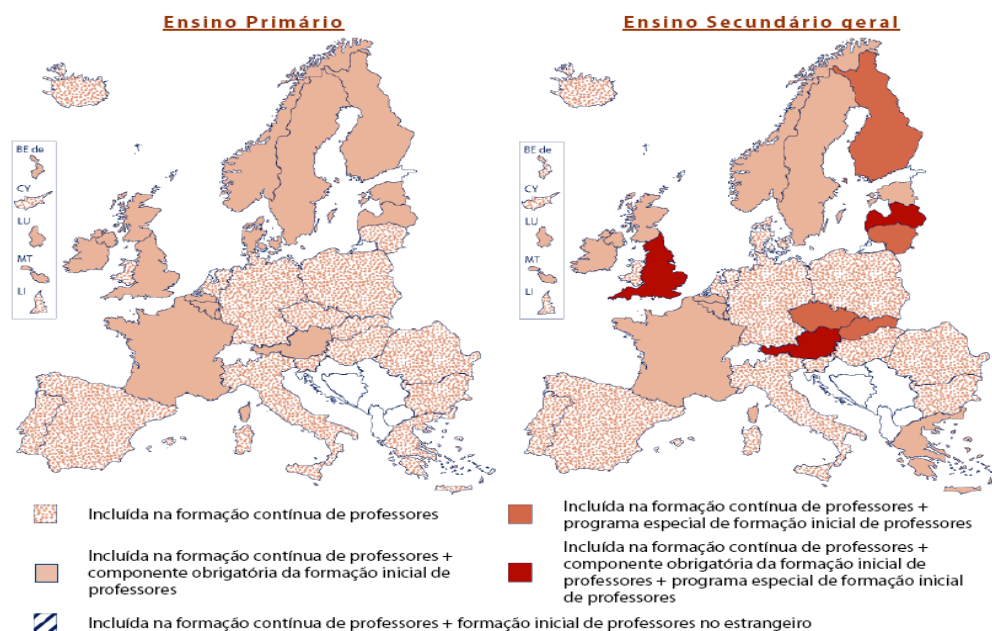 Ensino Primário
Ensino Secundário geral
BE de
CY
LU
MT
LI
BE de
CY
LU
MT
LI
Incluída na formação contínua de professores
Incluída na formação contínua de professores +
componente obrigatória da formação inicial de
professores
Incluída na formação contínua de professores +
programa especial de formação inicial de professores
Incluída na formação contínua de professores +
componente obrigatória da formação inicial de
professores + programa especial de formação inicial
de professores
Incluída na formação contínua de professores + formação inicial de professores no estrangeiro